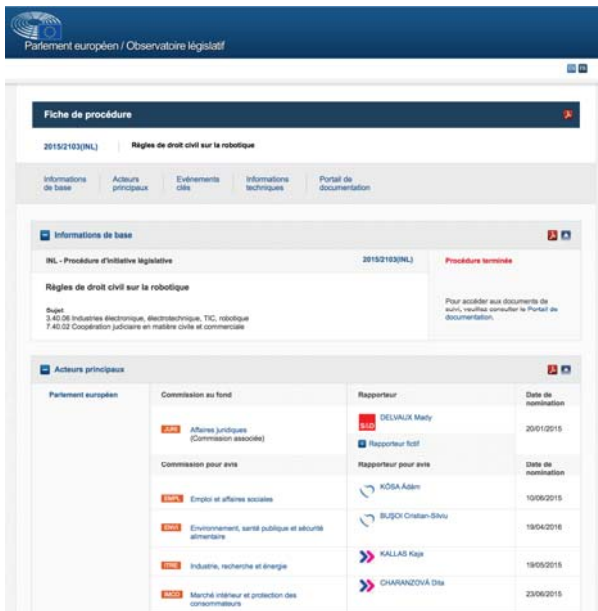 Parlement européen / Observatoire législatif
EN FR
Fiche de procédure
2015/2103(INL) Règles de droit civil sur la robotique
Informations de base Acteurs principaux Evénements clés Informations techniques Portail de documentation
Informations de base
INL - Procédure d'initiative législative 2015/2103(INL) Procédure terminée
Règles de droit civil sur la robotique
Pour accéder aux documents de
Sujet suivi, veuillez consulter le Portail de
3.40.06 Industries électronique, électrotechnique, TIC, robotique documentation.
7.40.02 Coopération judiciaire en matière civile et commerciale
Acteurs principaux
Parlement européen Commission au fond Rapporteur Date de nomination
JURI Affaires juridiques S&D DELVAUX Mady 20/01/2015
(Commission associée) Rapporteur fictif
Commission pour avis Rapporteur pour avis Date de nomination
EMPL Emploi et affaires sociales KÓSA Ádám 10/06/2015
ENVI Environnement, santé publique et sécurité alimentaire BUŞOI Cristian-Silviu 19/04/2016
ITRE Industrie, recherche et énergie KALLAS Kaja 19/05/2015
IMCO Marché intérieur et protection des consommateurs CHARANZOVÁ Dita 23/06/2015